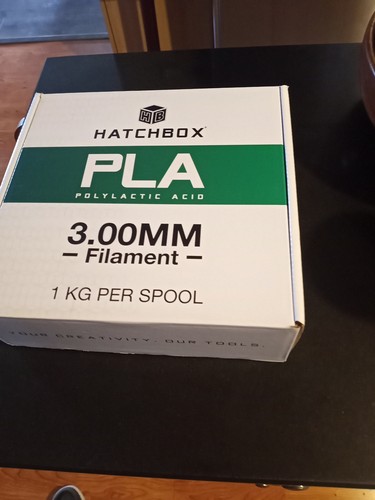 HB
HATCHBOX
PLA
POLYLACTIC ACID
3.00MM
– Filament –
1 KG PER SPOOL
YOUR CREATIVITY. OUR TOOLS.